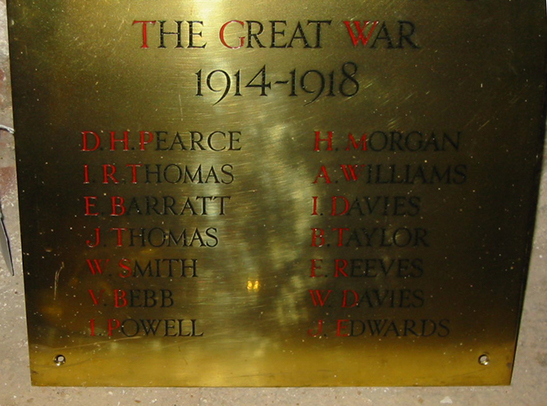 THE GREAT WAR
1914-1918
D. H. PEARCE H. MORGAN
I. R. THOMAS A. WILLIAMS
E. BARRATT I. DAVIES
J. THOMAS B. TAYLOR
W. SMITH E. REEVES
V. BEBB W. DAVIES
I. POWELL J. EDWARDS